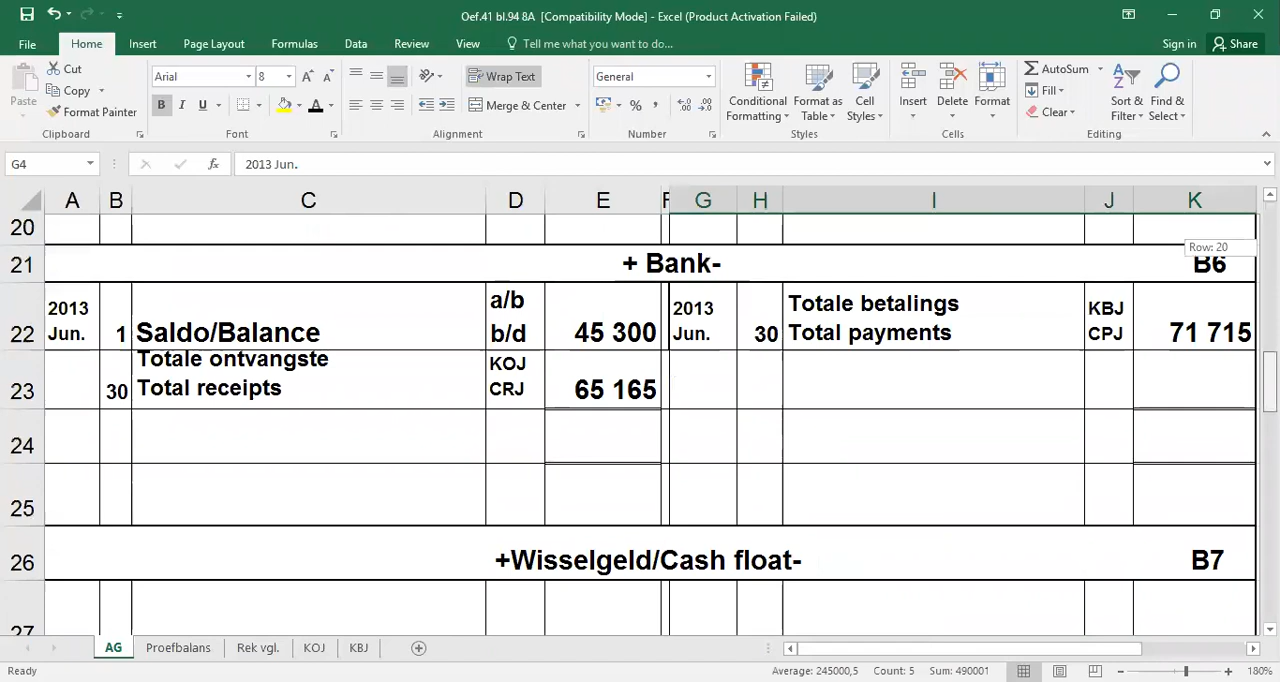 Oef.41 bl.94 8A [Compatibility Mode] - Excel (Product Activation Failed)
File Home Insert Page Layout Formulas Data Review View Tell me what you want to do... Sign in Share
Paste
Cut
Copy
Format Painter
Clipboard
Arial 8
B I U
Font
Wrap Text
Merge & Center
Alignment
General
Number
Conditional Formatting
Format as Table
Cell Styles
Styles
Insert Delete Format
Cells
AutoSum
Fill
Clear
Sort & Filter
Find & Select
Editing
G4 fx 2013 Jun.
A B C D E F G H I J K
20
Row: 20
21 + Bank- B6
22 2013 Jun. 1 Saldo/Balance a/b b/d 45 300 2013 Jun. 30 Totale betalings Total payments KBJ CPJ 71 715
23 30 Totale ontvangste Total receipts KOJ CRJ 65 165
24
25
26 +Wisselgeld/Cash float- B7
27
AG Proefbalans Rek vgl. KOJ KBJ
Ready Average: 245000,5 Count: 5 Sum: 490001 180%